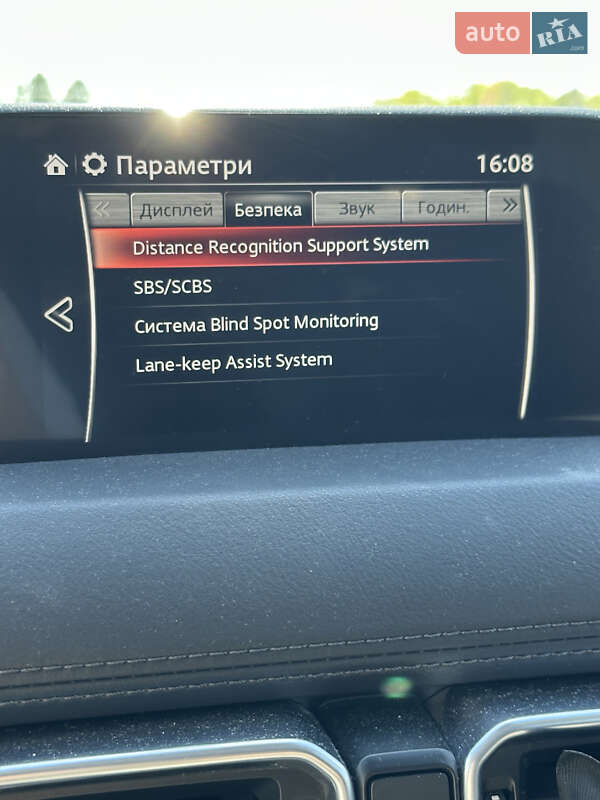 auto RIA.com
Параметри 16:08
Дисплей Безпека Звук Годин.
Distance Recognition Support System
SBS/SCBS
Система Blind Spot Monitoring
Lane-keep Assist System